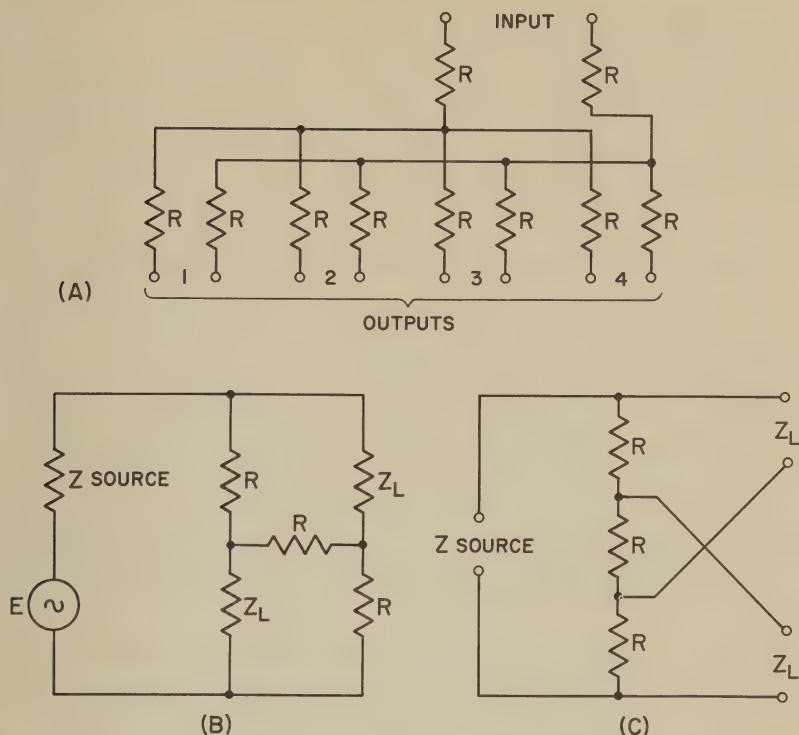 INPUT
R R
R R R R R R R R
1 2 3 4
(A)
OUTPUTS
Z SOURCE
R
Z_L
R
E
Z_L
R
(B)
R
Z_L
Z SOURCE
R
R
Z_L
(C)